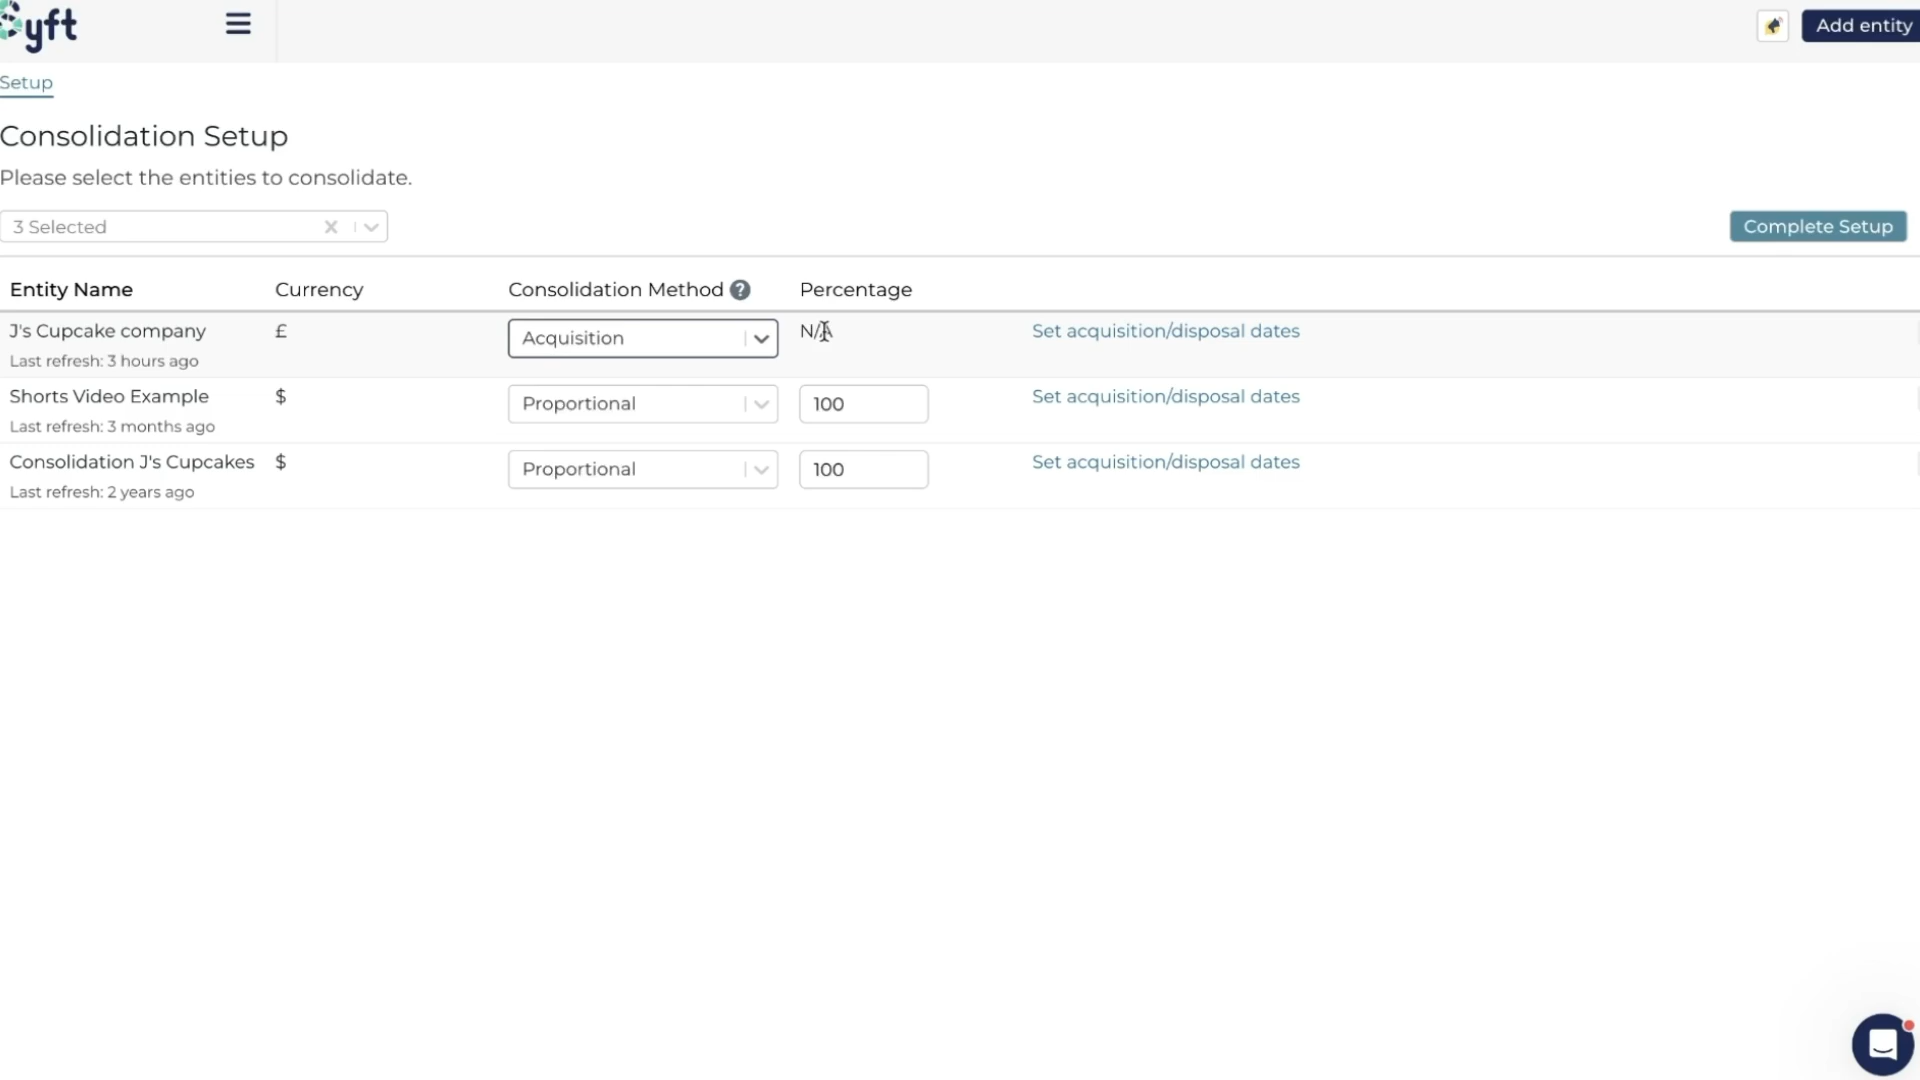 Syft
Add entity
Setup
Consolidation Setup
Please select the entities to consolidate.
3 Selected
Complete Setup
Entity Name Currency Consolidation Method ? Percentage
J's Cupcake company £ Acquisition N/A Set acquisition/disposal dates
Last refresh: 3 hours ago
Shorts Video Example $ Proportional 100 Set acquisition/disposal dates
Last refresh: 3 months ago
Consolidation J's Cupcakes $ Proportional 100 Set acquisition/disposal dates
Last refresh: 2 years ago